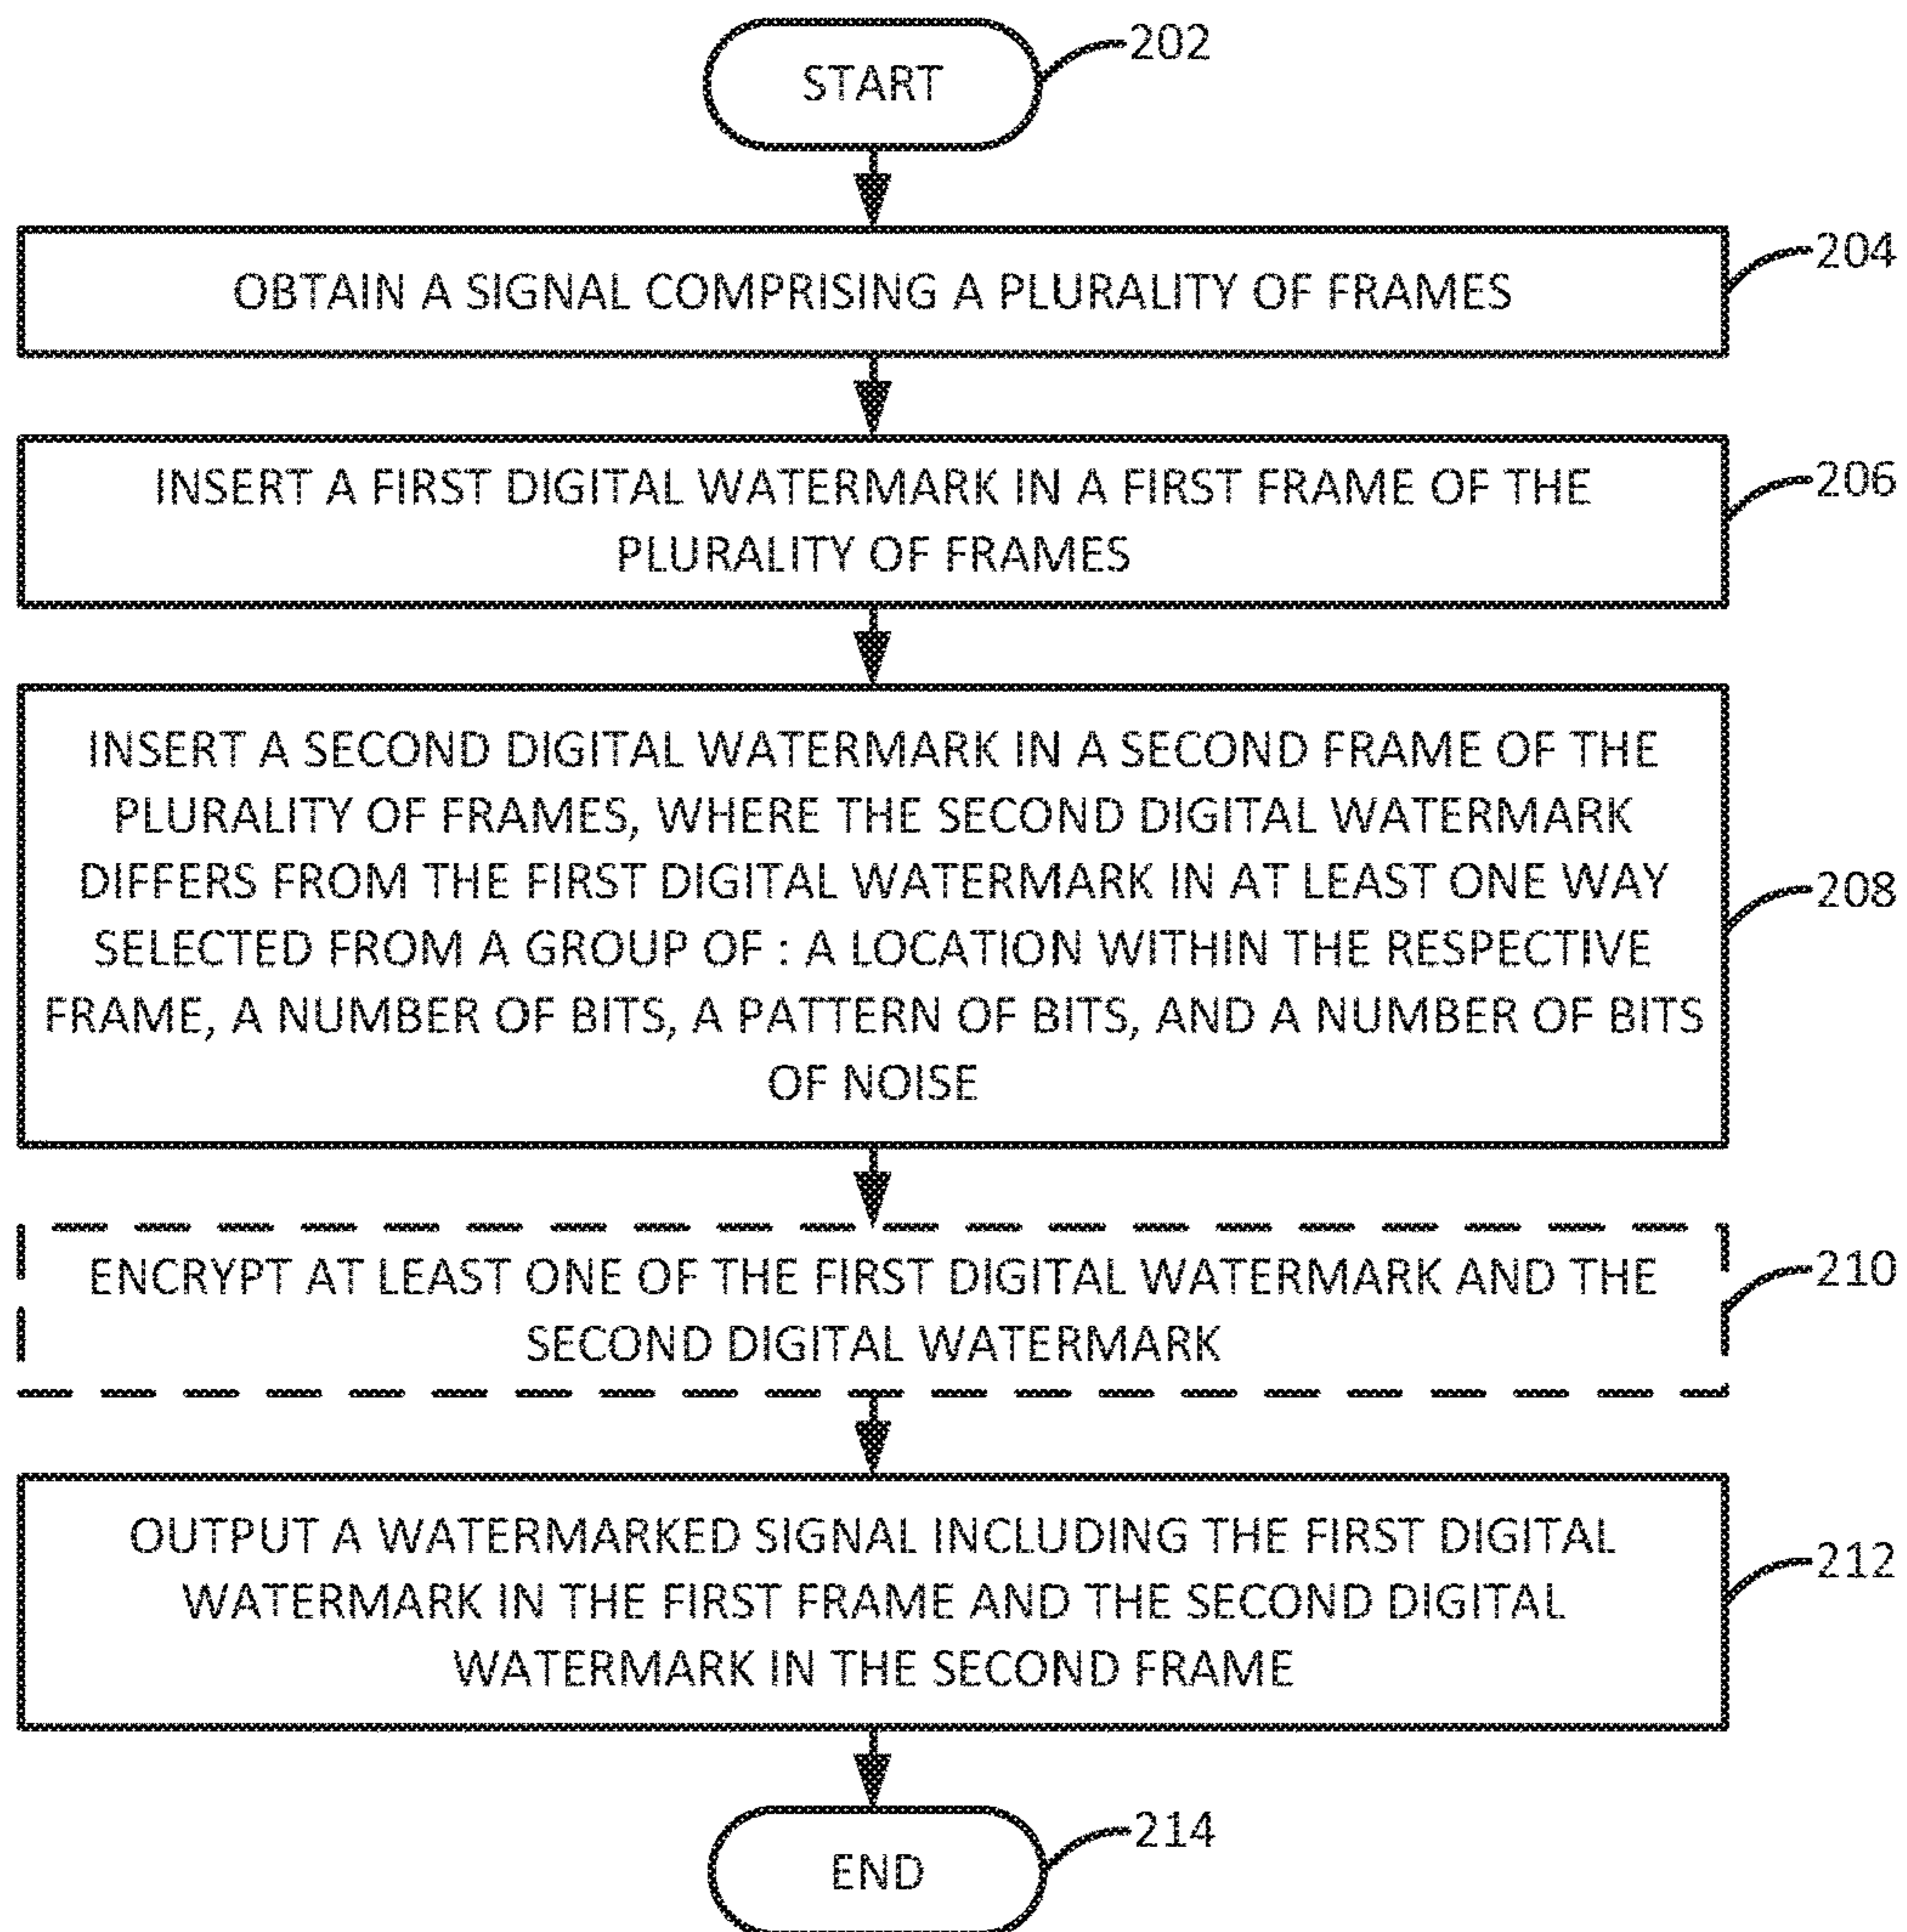 START
202
OBTAIN A SIGNAL COMPRISING A PLURALITY OF FRAMES
204
INSERT A FIRST DIGITAL WATERMARK IN A FIRST FRAME OF THE
PLURALITY OF FRAMES
206
INSERT A SECOND DIGITAL WATERMARK IN A SECOND FRAME OF THE
PLURALITY OF FRAMES, WHERE THE SECOND DIGITAL WATERMARK
DIFFERS FROM THE FIRST DIGITAL WATERMARK IN AT LEAST ONE WAY
SELECTED FROM A GROUP OF : A LOCATION WITHIN THE RESPECTIVE
FRAME, A NUMBER OF BITS, A PATTERN OF BITS, AND A NUMBER OF BITS
OF NOISE
208
ENCRYPT AT LEAST ONE OF THE FIRST DIGITAL WATERMARK AND THE
SECOND DIGITAL WATERMARK
210
OUTPUT A WATERMARKED SIGNAL INCLUDING THE FIRST DIGITAL
WATERMARK IN THE FIRST FRAME AND THE SECOND DIGITAL
WATERMARK IN THE SECOND FRAME
212
END
214